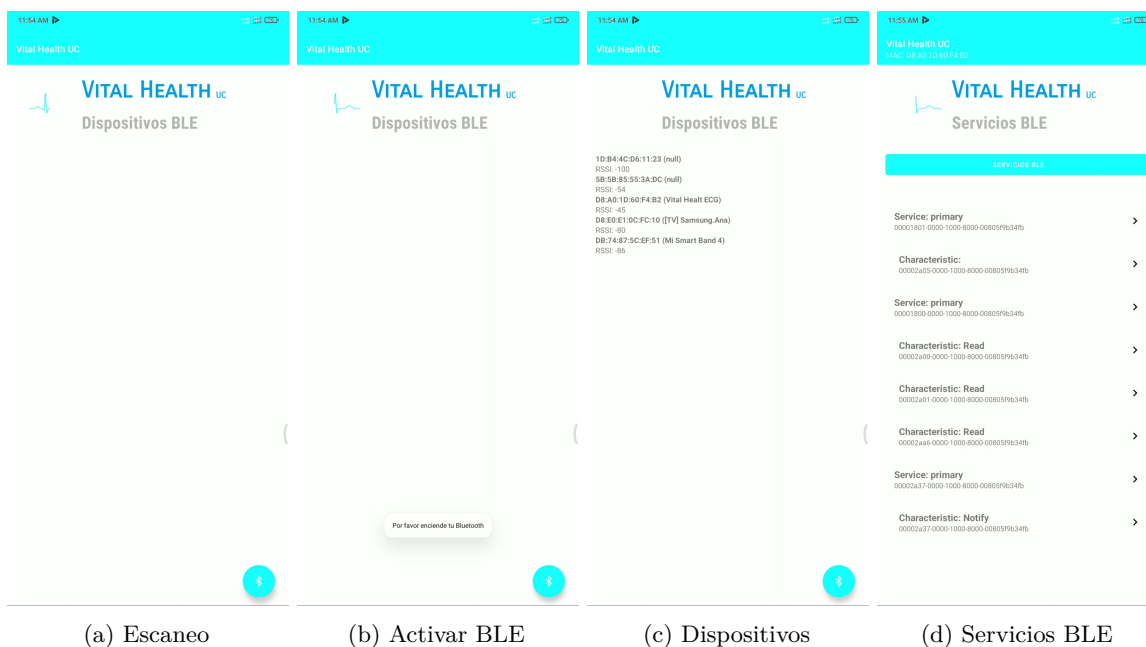 11:54 AM
Vital Health UC
VITAL HEALTH UC
Dispositivos BLE
(a) Escaneo
11:54 AM
Vital Health UC
VITAL HEALTH UC
Dispositivos BLE
Por favor enciende tu Bluetooth
(b) Activar BLE
11:54 AM
Vital Health UC
VITAL HEALTH UC
Dispositivos BLE
1D:B4:4C:D6:11:23 (null)
RSSI: -100
5B:5B:85:55:3A:DC (null)
RSSI: -54
D8:A0:1D:60:F4:B2 (Vital Healt ECG)
RSSI: -45
D8:E0:E1:0C:FC:10 ([TV] Samsung.Ana)
RSSI: -80
DB:74:87:5C:EF:51 (Mi Smart Band 4)
RSSI: -86
(c) Dispositivos
11:55 AM
Vital Health UC
MAC: D8:A0:1D:60:F4:B2
VITAL HEALTH UC
Servicios BLE
SERVICIOS BLE
Service: primary
00001801-0000-1000-8000-00805f9b34fb
Characteristic:
00002a05-0000-1000-8000-00805f9b34fb
Service: primary
00001800-0000-1000-8000-00805f9b34fb
Characteristic: Read
00002a00-0000-1000-8000-00805f9b34fb
Characteristic: Read
00002a01-0000-1000-8000-00805f9b34fb
Characteristic: Read
00002aa6-0000-1000-8000-00805f9b34fb
Service: primary
00002a37-0000-1000-8000-00805f9b34fb
Characteristic: Notify
00002a37-0000-1000-8000-00805f9b34fb
(d) Servicios BLE